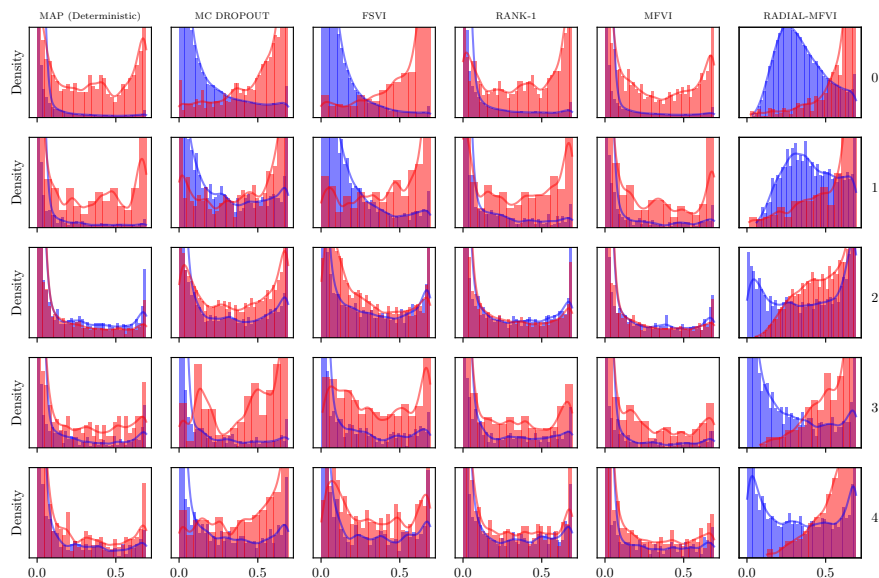 MAP (Deterministic) MC DROPOUT FSVI RANK-1 MFVI RADIAL-MFVI
Density 0
Density 1
Density 2
Density 3
Density 4
0.0 0.5 0.0 0.5 0.0 0.5 0.0 0.5 0.0 0.5 0.0 0.5